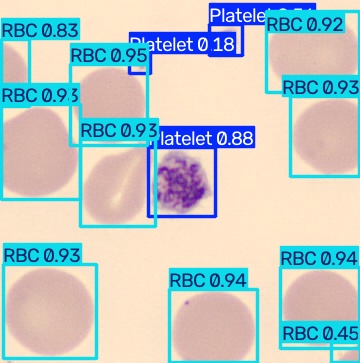 Platelet
RBC 0.92
RBC 0.83
Platelet 0.18
RBC 0.95
RBC 0.93
RBC 0.93
RBC 0.93
Platelet 0.88
RBC 0.93
RBC 0.94
RBC 0.94
RBC 0.45